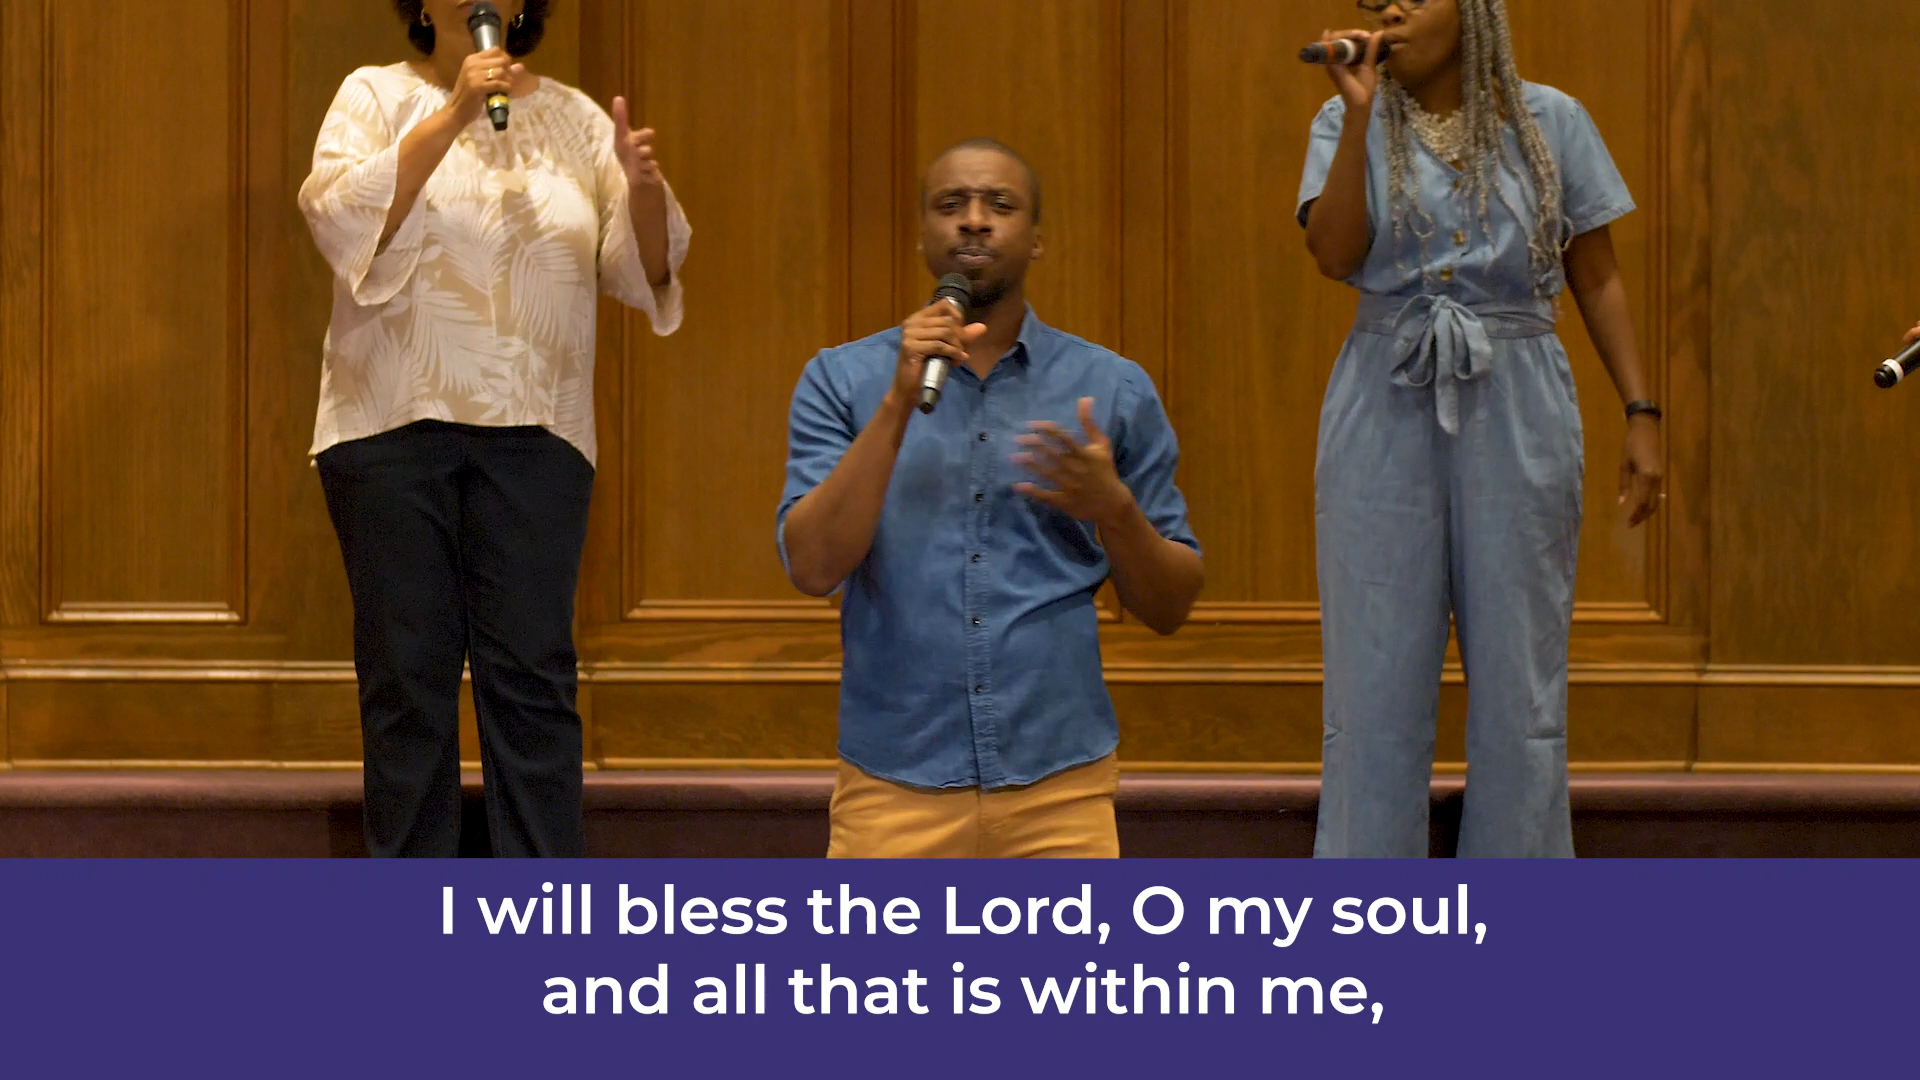 I will bless the Lord, O my soul,
and all that is within me,